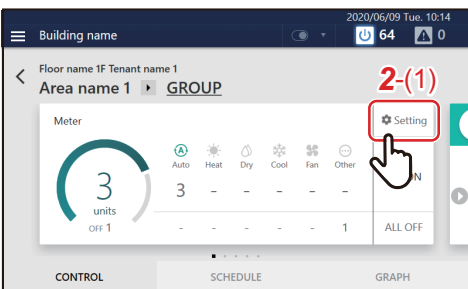 2020/06/09 Tue. 10:14
Building name 64 0
Floor name 1F Tenant name 1
Area name 1 GROUP
2-(1)
Meter Setting
A
Auto Heat Dry Cool Fan Other
3 - - - - -
3
units
OFF 1
- - - - - 1 ALL OFF
CONTROL SCHEDULE GRAPH